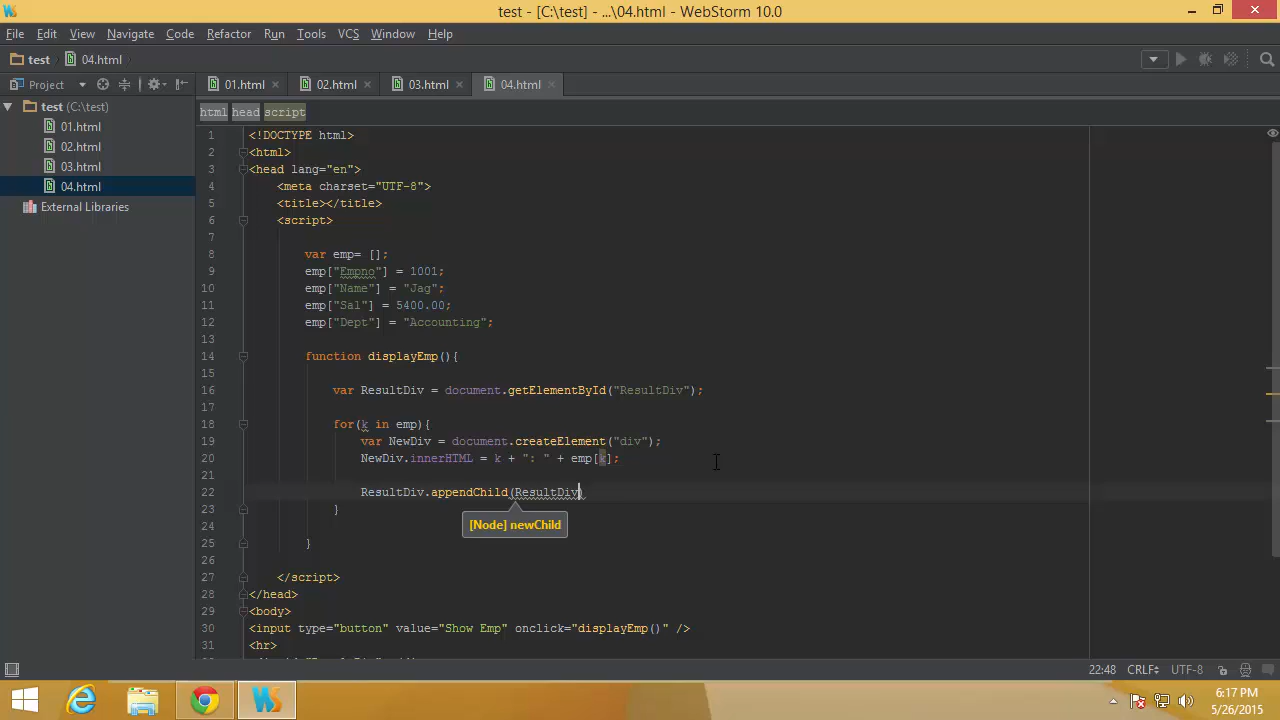 test - [C:\test] - ...\04.html - WebStorm 10.0
File Edit View Navigate Code Refactor Run Tools VCS Window Help
test 04.html
Project 01.html 02.html 03.html 04.html
test (C:\test)
01.html
02.html
03.html
04.html
External Libraries
html head script
1 <!DOCTYPE html>
2 <html>
3 <head lang="en">
4 <meta charset="UTF-8">
5 <title></title>
6 <script>
7
8 var emp= [];
9 emp["Empno"] = 1001;
10 emp["Name"] = "Jag";
11 emp["Sal"] = 5400.00;
12 emp["Dept"] = "Accounting";
13
14 function displayEmp(){
15
16 var ResultDiv = document.getElementById("ResultDiv");
17
18 for(k in emp){
19 var NewDiv = document.createElement("div");
20 NewDiv.innerHTML = k + ": " + emp[k];
21
22 ResultDiv.appendChild(ResultDiv)
[Node] newChild
23 }
24
25 }
26
27 </script>
28 </head>
29 <body>
30 <input type="button" value="Show Emp" onclick="displayEmp()" />
31 <hr>
22:48 CRLF UTF-8
6:17 PM
5/26/2015